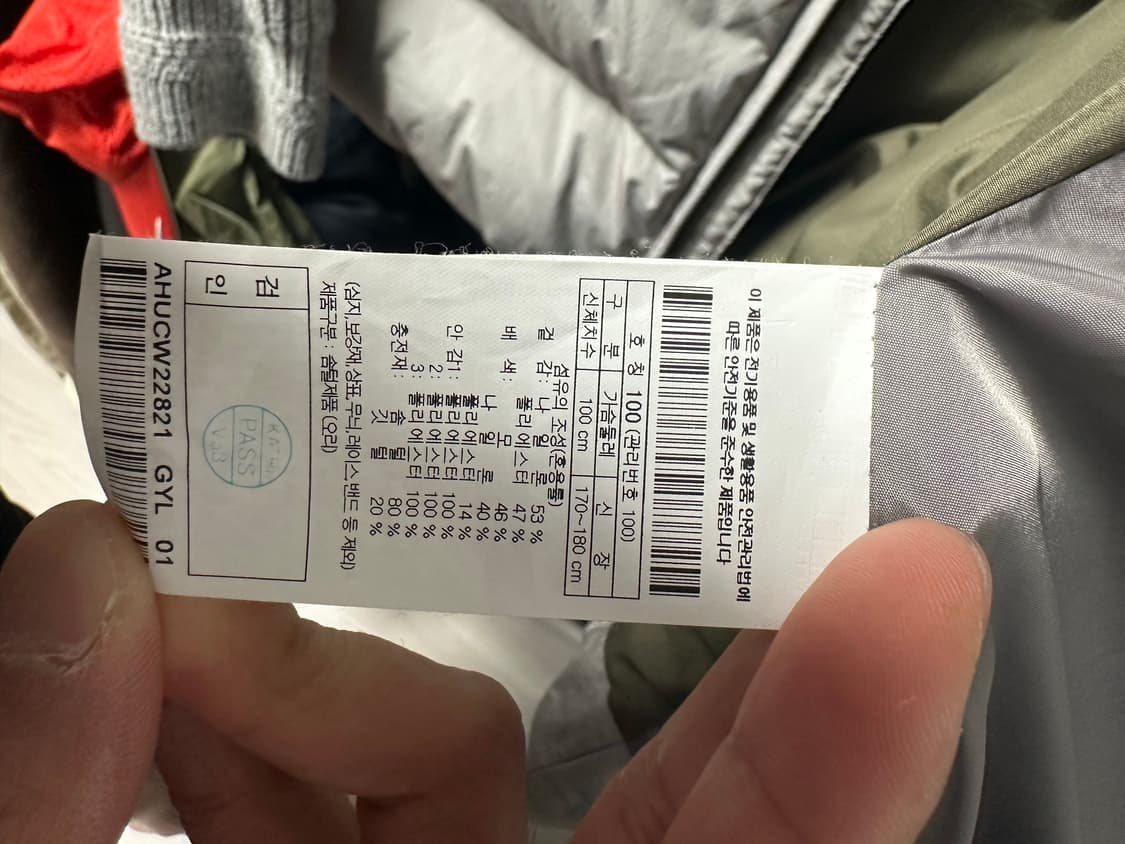 이 제품은 전기용품 및 생활용품 안전관리법에
따른 안전기준을 준수한 제품입니다
호 칭 100 (관리번호 100)
구 분 가슴둘레 신 장
신체치수 100 cm 170~180 cm
섬유의 조성(혼용률)
겉 감: 나 일 론 53 %
폴리에스터 47 %
배 색: 모 46 %
나 일 론 40 %
폴리에스터 14 %
안 감1: 폴리에스터 100 %
2: 폴리에스터 100 %
3: 폴리에스터 100 %
충전재: 솜 털 80 %
깃 털 20 %
(심지,보강재,상표,무늬,레이스,밴드 등 제외)
제품구분 : 솜털제품 (오리)
검
인
PASS
AHUCW22821 GYL 01